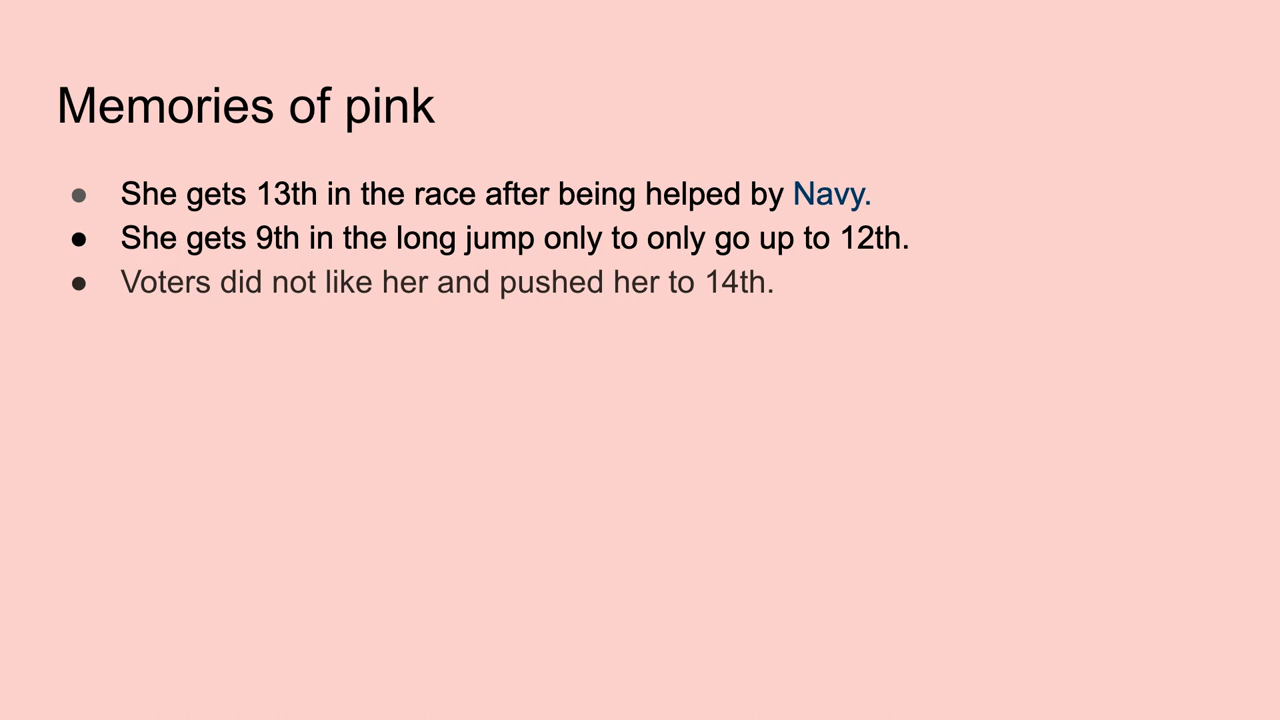 Memories of pink
● She gets 13th in the race after being helped by Navy.
● She gets 9th in the long jump only to only go up to 12th.
● Voters did not like her and pushed her to 14th.